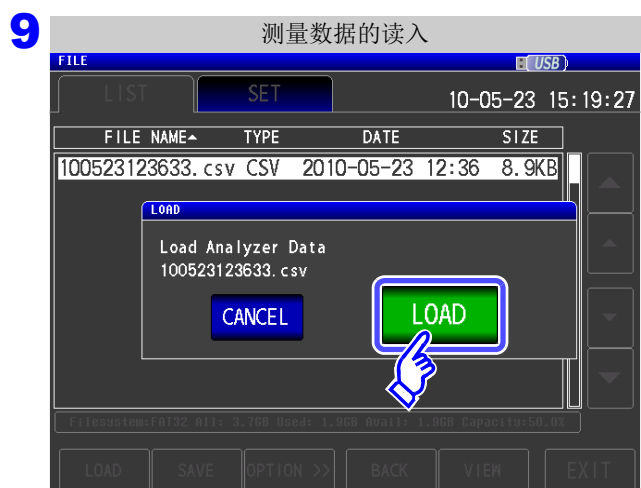 9
测量数据的读入
FILE
USB
LIST SET 10-05-23 15:19:27
FILE NAME TYPE DATE SIZE
100523123633.csv CSV 2010-05-23 12:36 8.9KB
LOAD
Load Analyzer Data
100523123633.csv
CANCEL LOAD
Filesystem:FAT32 All: 3.7GB Used: 1.9GB Avail: 1.9GB Capacity:50.0%
LOAD SAVE OPTION >> BACK VIEW EXIT